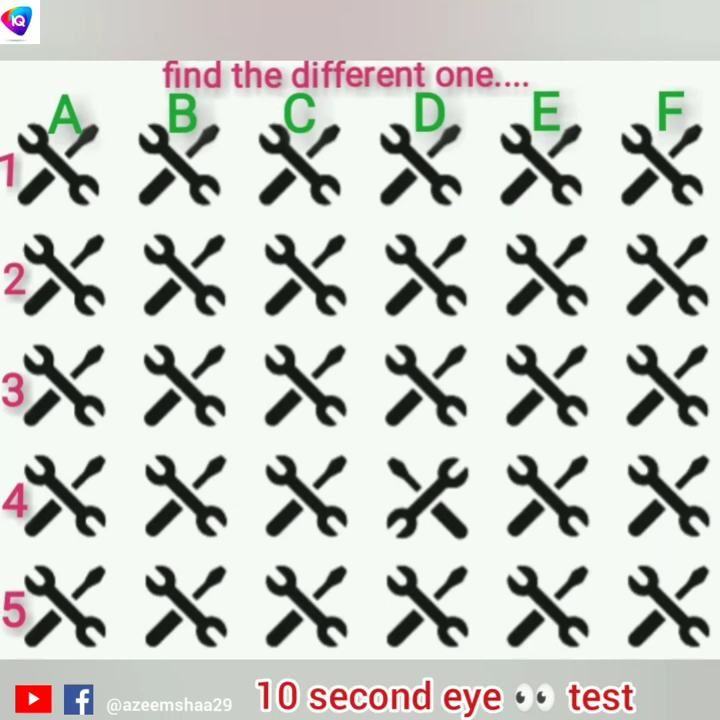 IQ
find the different one....
A B C D E F
1
2
3
4
5
@azeemshaa29
10 second eye 👀 test